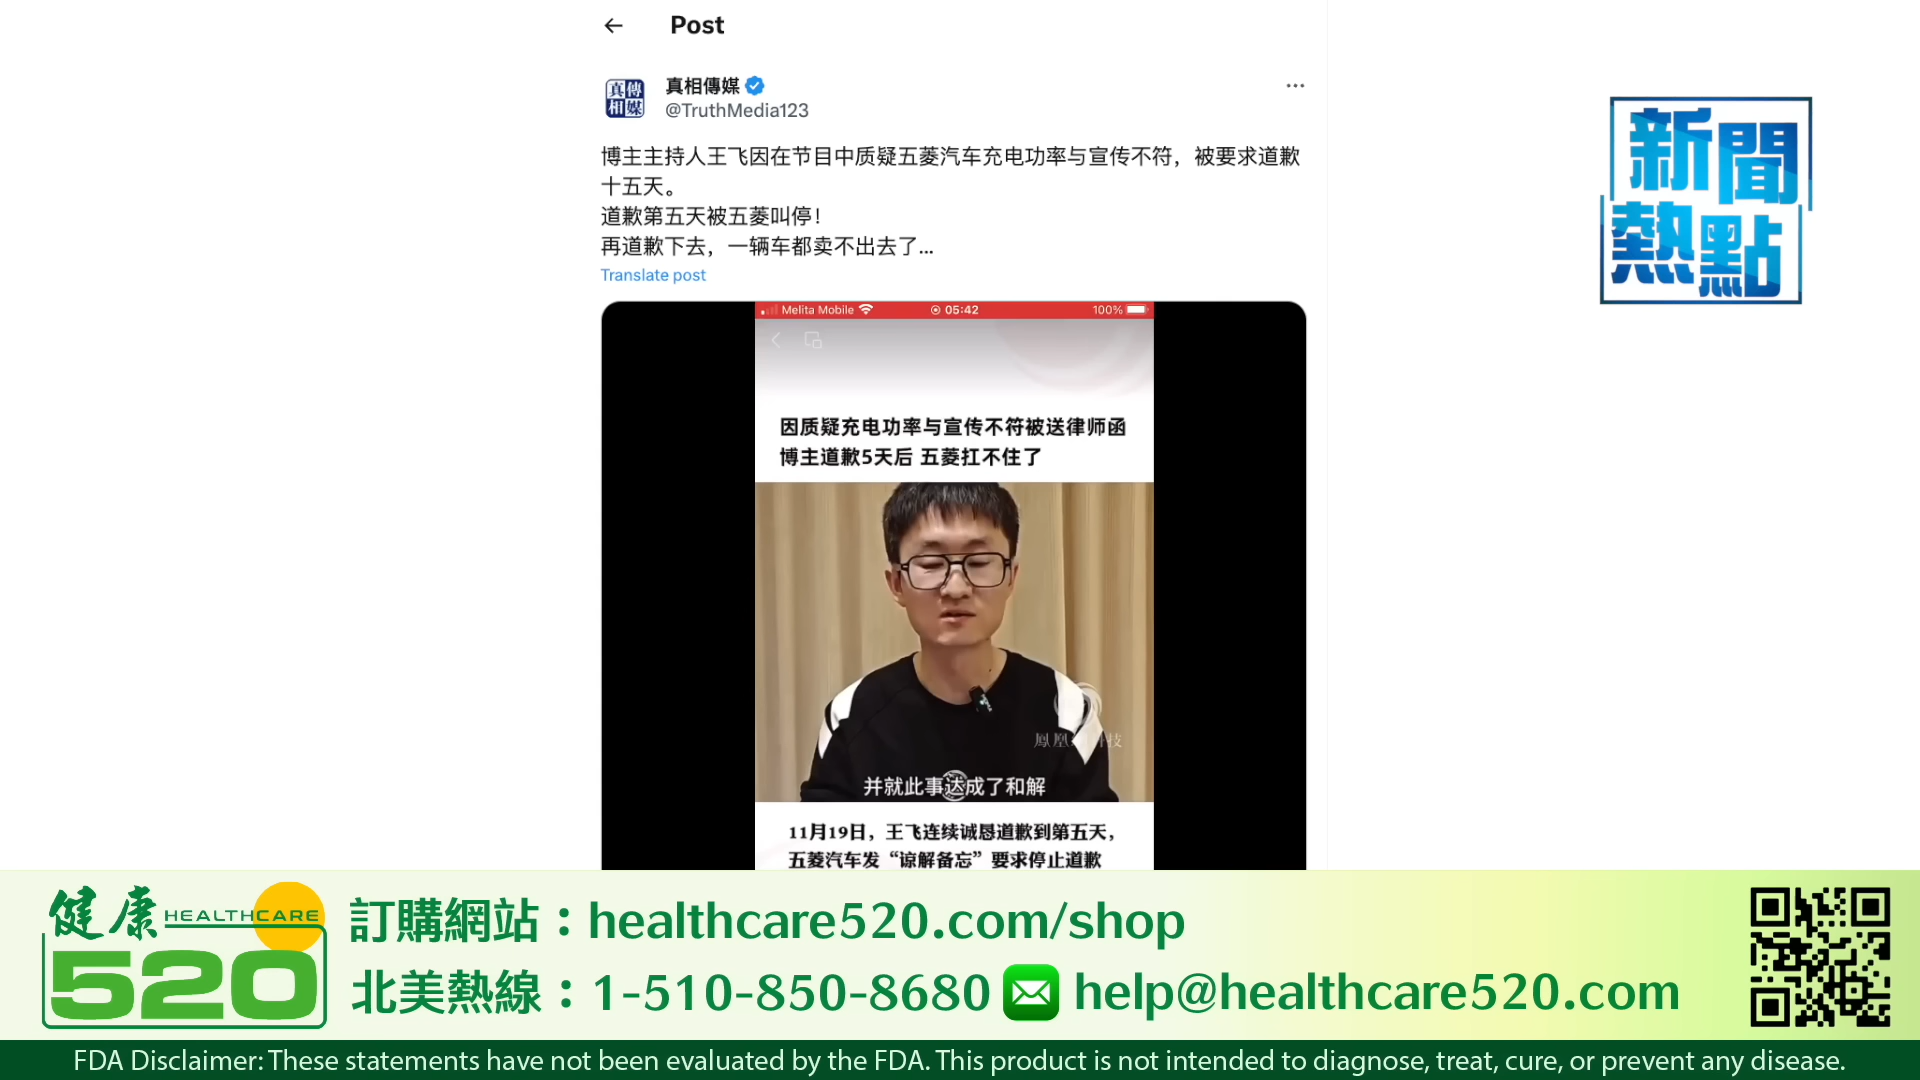 Post
真相傳媒
@TruthMedia123
真傳
相媒
博主主持人王飞因在节目中质疑五菱汽车充电功率与宣传不符，被要求道歉
十五天。
道歉第五天被五菱叫停！
再道歉下去，一辆车都卖不出去了...
Translate post
新聞
熱點
Melita Mobile 05:42 100%
因质疑充电功率与宣传不符被送律师函
博主道歉5天后 五菱扛不住了
并就此事达成了和解
11月19日，王飞连续诚恳道歉到第五天，
五菱汽车发“谅解备忘”要求停止道歉
健康 HEALTHCARE
520
訂購網站：healthcare520.com/shop
北美熱線：1-510-850-8680 help@healthcare520.com
FDA Disclaimer: These statements have not been evaluated by the FDA. This product is not intended to diagnose, treat, cure, or prevent any disease.